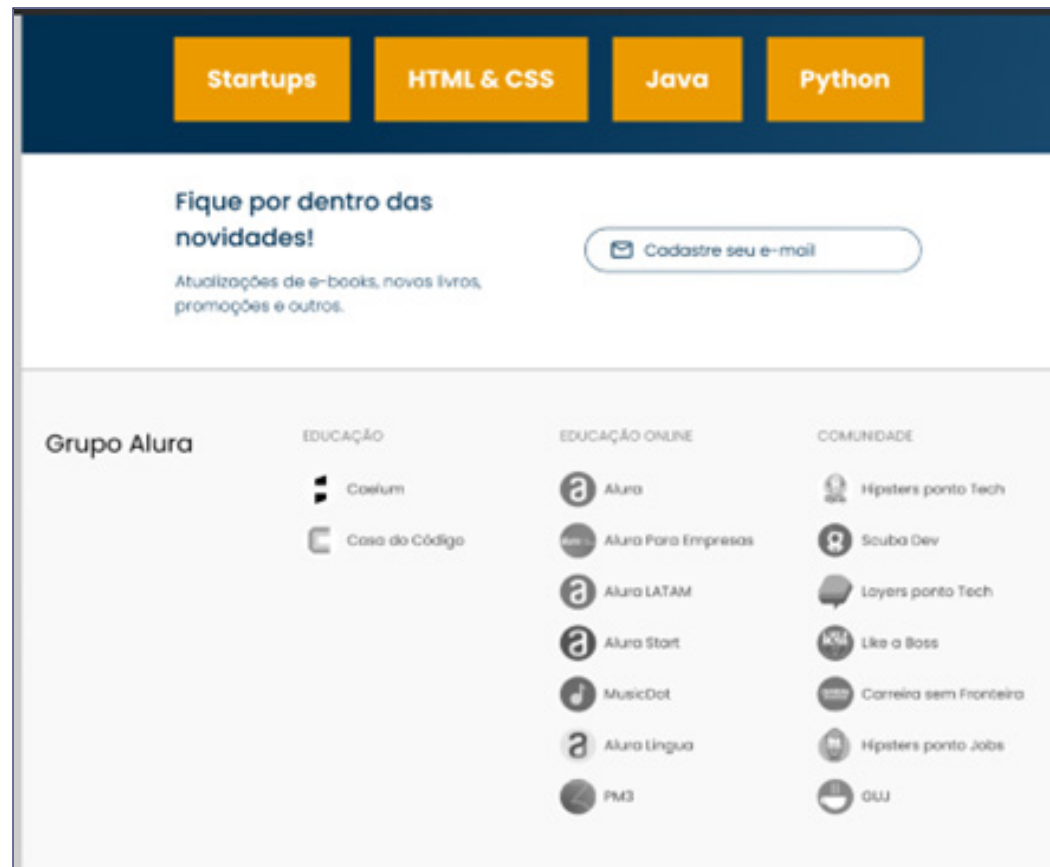 Startups
HTML & CSS
Java
Python
Fique por dentro das
novidades!
Atualizações de e-books, novos livros,
promoções e outros.
Cadastre seu e-mail
Grupo Alura
EDUCAÇÃO
Caelum
Casa do Código
EDUCAÇÃO ONLINE
Alura
Alura Para Empresas
Alura LATAM
Alura Start
MusicDot
Alura Língua
PM3
COMUNIDADE
Hipsters ponto Tech
Scuba Dev
Layers ponto Tech
Like a Boss
Carreira sem Fronteira
Hipsters ponto Jobs
GUJ